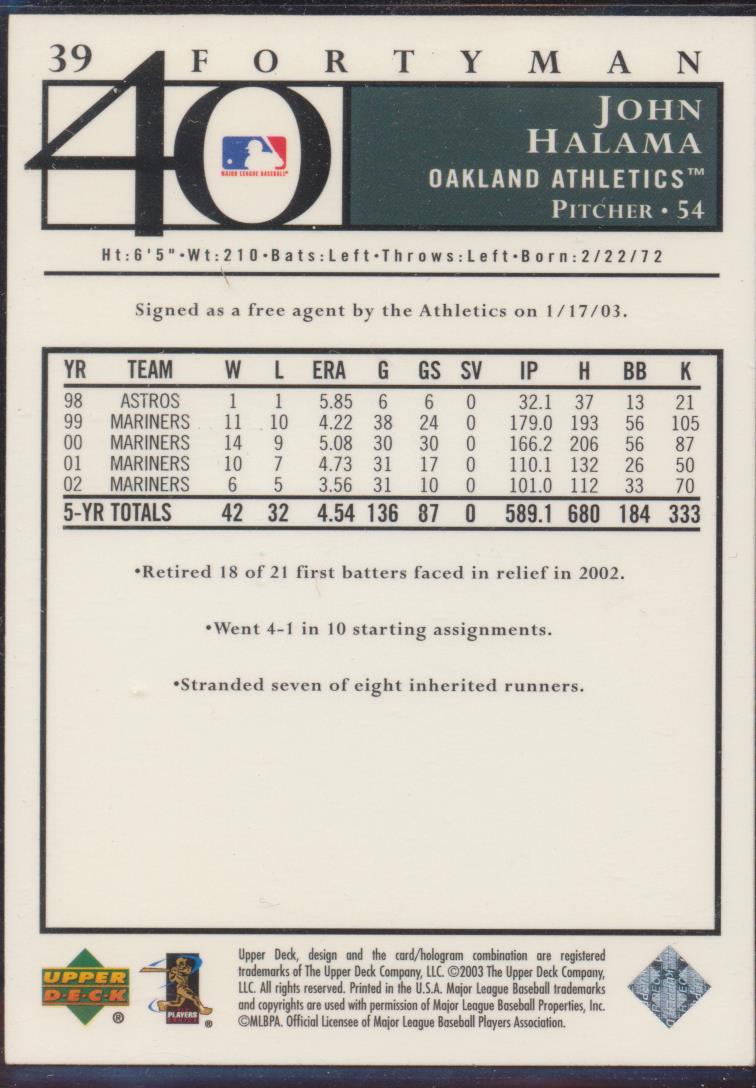 39 FORTY MAN
40
JOHN
HALAMA
MAJOR LEAGUE BASEBALL®
OAKLAND ATHLETICS™
PITCHER • 54
Ht:6'5"•Wt:210•Bats:Left•Throws:Left•Born:2/22/72
Signed as a free agent by the Athletics on 1/17/03.
YR TEAM W L ERA G GS SV IP H BB K
98 ASTROS 1 1 5.85 6 6 0 32.1 37 13 21
99 MARINERS 11 10 4.22 38 24 0 179.0 193 56 105
00 MARINERS 14 9 5.08 30 30 0 166.2 206 56 87
01 MARINERS 10 7 4.73 31 17 0 110.1 132 26 50
02 MARINERS 6 5 3.56 31 10 0 101.0 112 33 70
5-YR TOTALS 42 32 4.54 136 87 0 589.1 680 184 333
•Retired 18 of 21 first batters faced in relief in 2002.
•Went 4-1 in 10 starting assignments.
•Stranded seven of eight inherited runners.
UPPER
D·E·C·K
®
PLAYERS
CHOICE
®
Upper Deck, design and the card/hologram combination are registered
trademarks of The Upper Deck Company, LLC. ©2003 The Upper Deck Company,
LLC. All rights reserved. Printed in the U.S.A. Major League Baseball trademarks
and copyrights are used with permission of Major League Baseball Properties, Inc.
©MLBPA. Official Licensee of Major League Baseball Players Association.